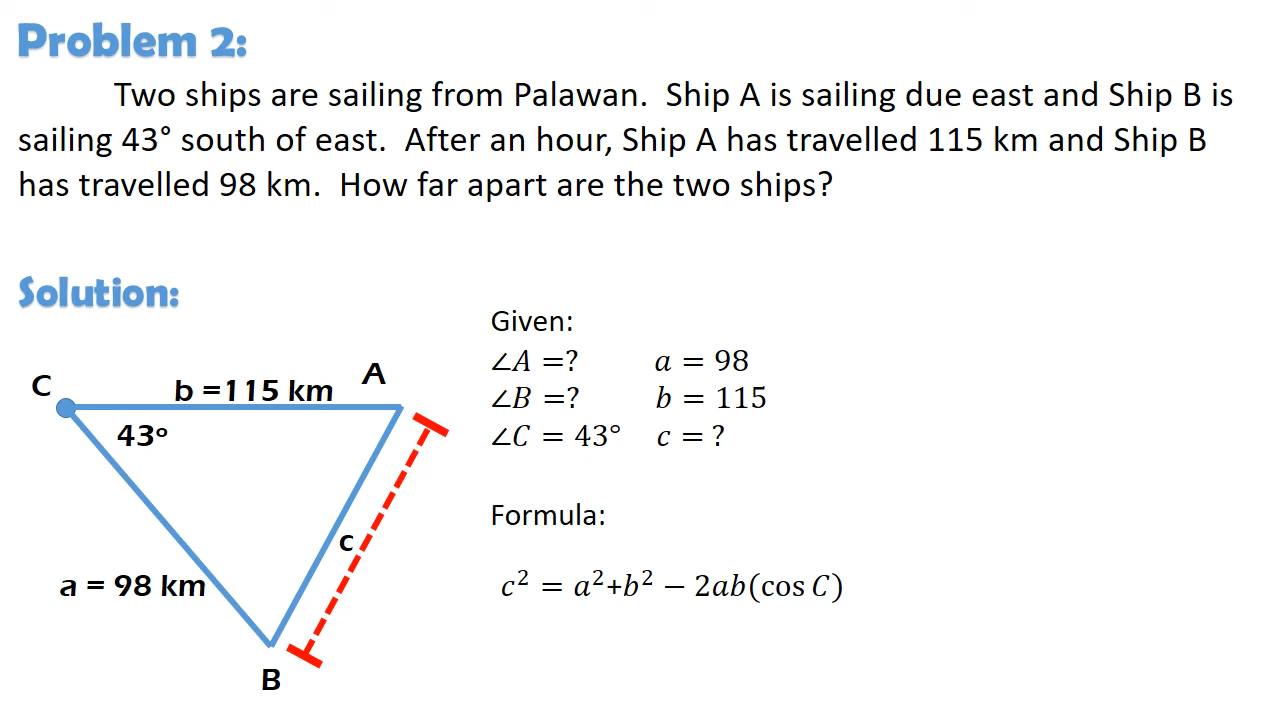 Problem 2:
Two ships are sailing from Palawan. Ship A is sailing due east and Ship B is
sailing 43° south of east. After an hour, Ship A has travelled 115 km and Ship B
has travelled 98 km. How far apart are the two ships?
Solution:
Given:
∠A =? a = 98
∠B =? b = 115
∠C = 43° c = ?
C
b =115 km
A
43°
c
a = 98 km
B
Formula:
c² = a²+b² − 2ab(cos C)